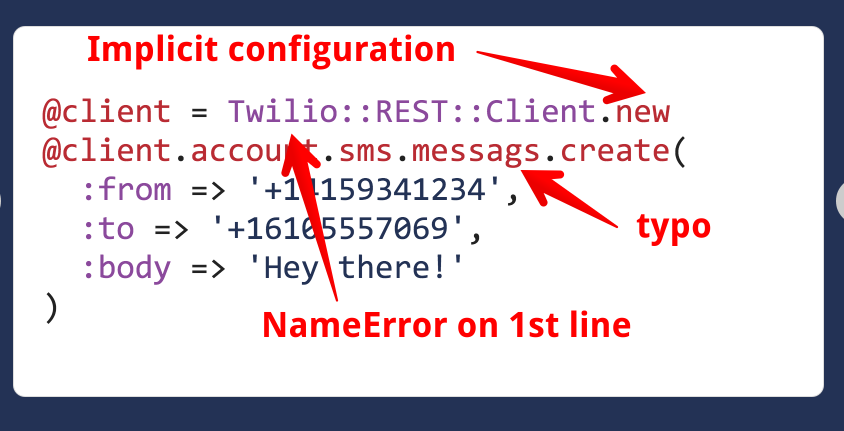 Implicit configuration
@client = Twilio::REST::Client.new
@client.account.sms.messags.create(
:from => '+14159341234',
:to => '+16105557069',
typo
:body => 'Hey there!'
)
NameError on 1st line